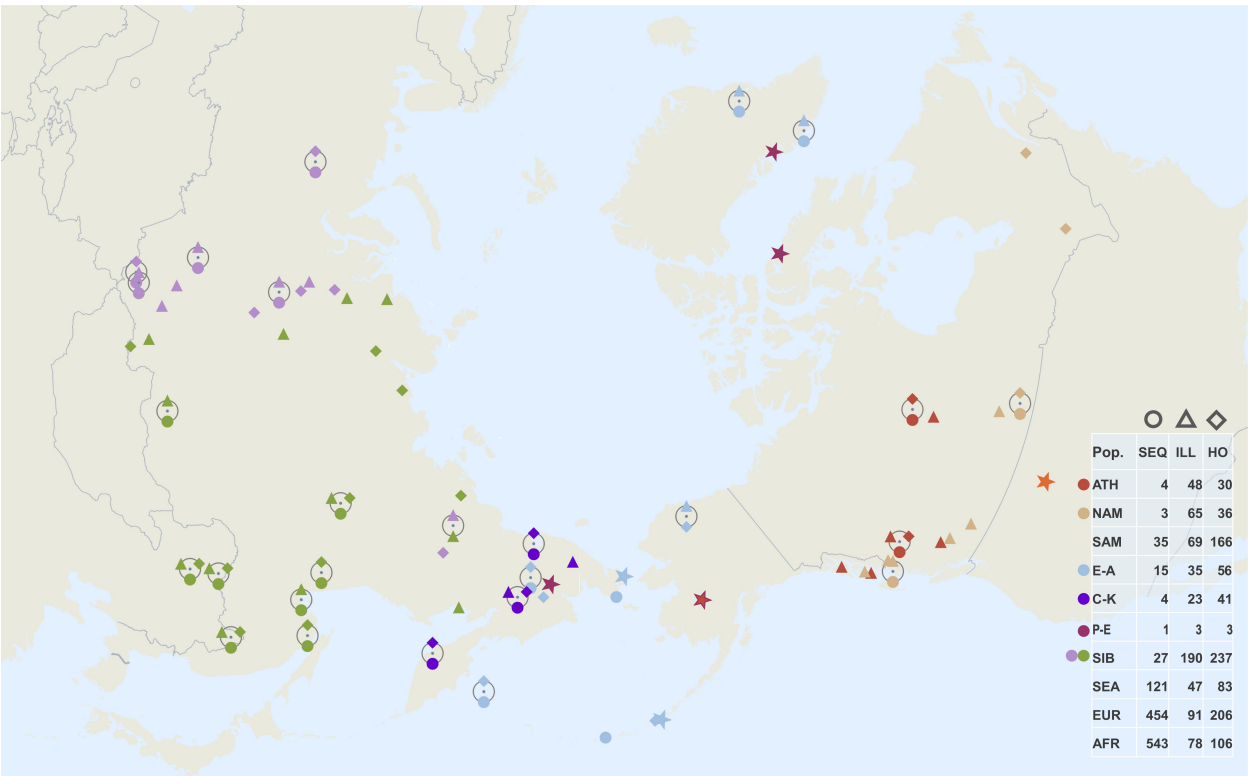 Pop. SEQ ILL HO
ATH 4 48 30
NAM 3 65 36
SAM 35 69 166
E-A 15 35 56
C-K 4 23 41
P-E 1 3 3
SIB 27 190 237
SEA 121 47 83
EUR 454 91 206
AFR 543 78 106